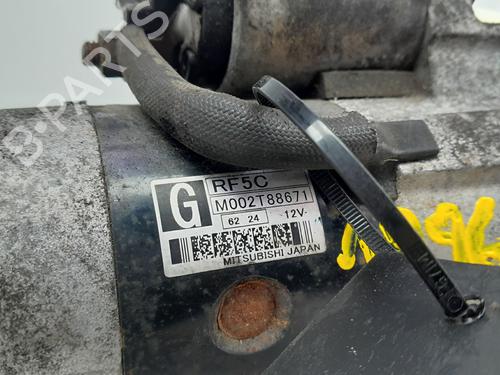 B-PARTS
G
RF5C
M002T88671
62 24 -12V-
MITSUBISHI JAPAN